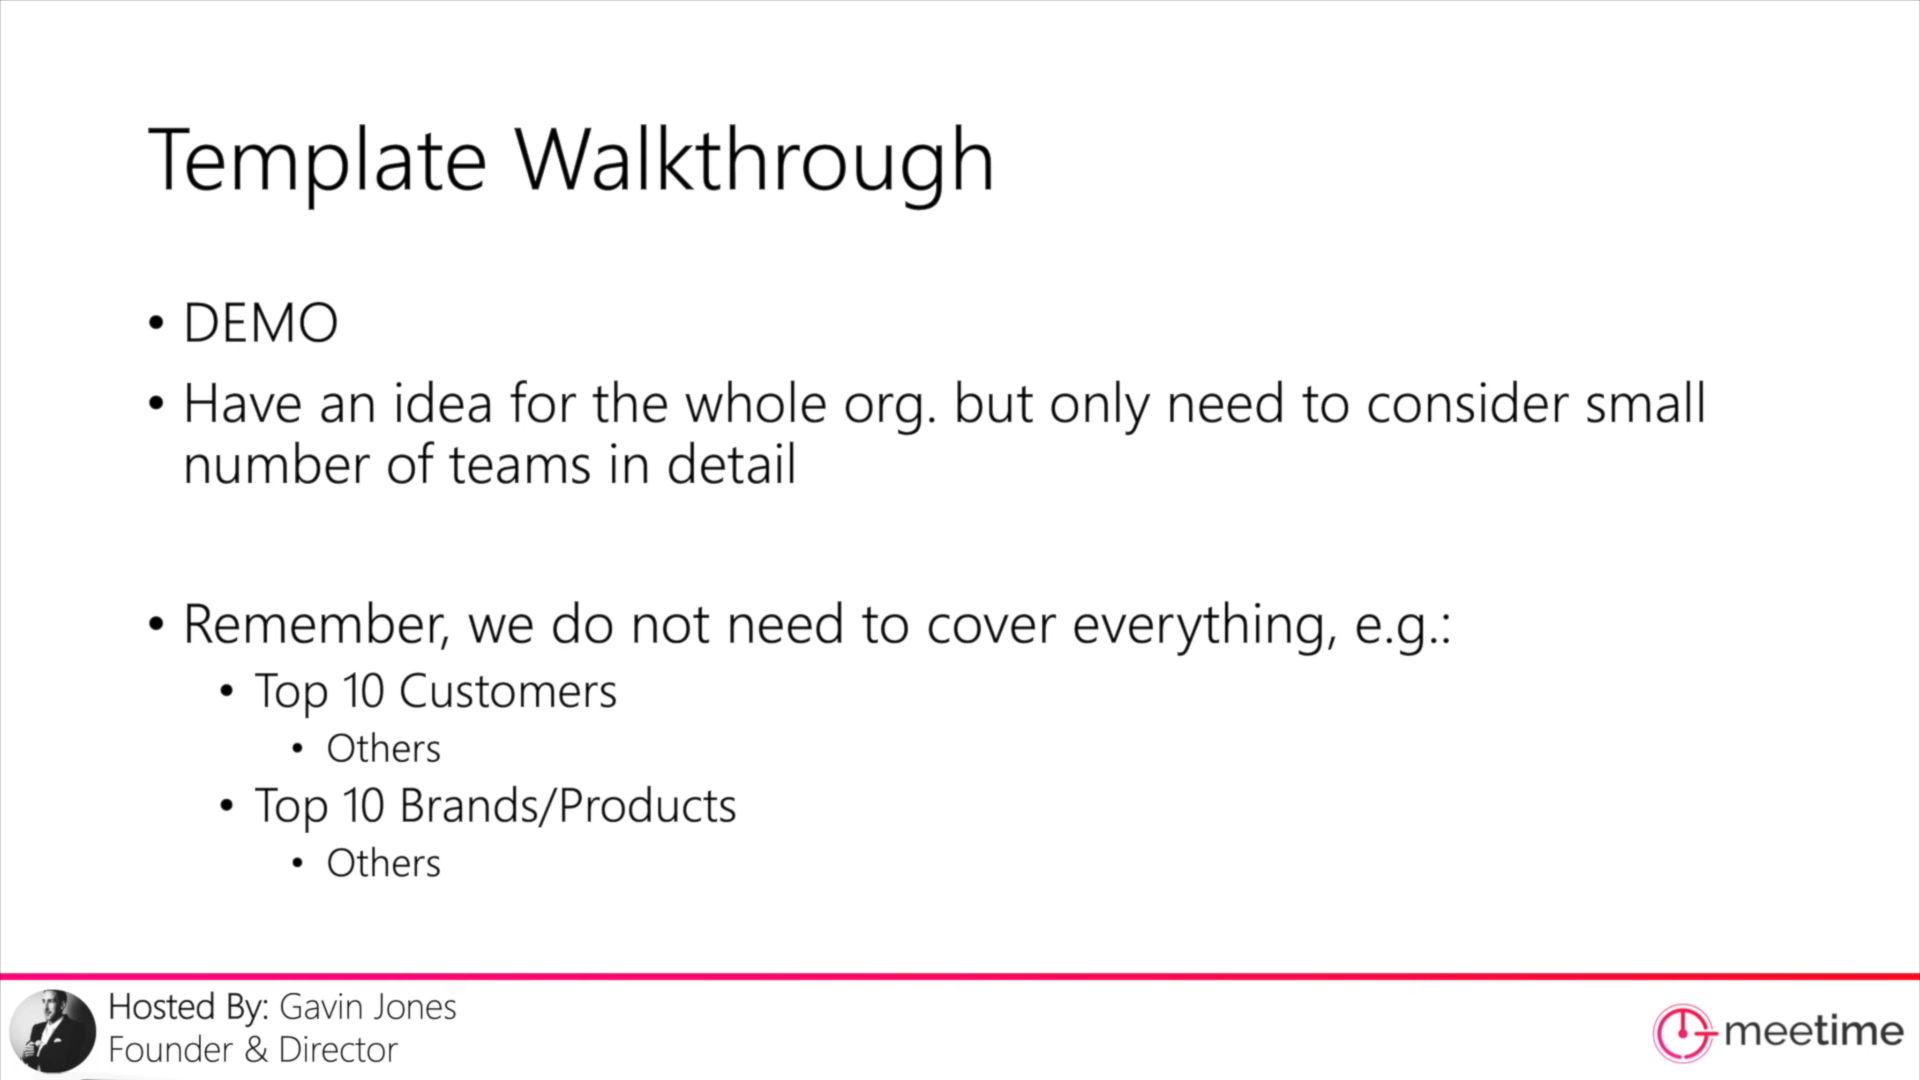 Template Walkthrough
• DEMO
• Have an idea for the whole org. but only need to consider small
number of teams in detail
• Remember, we do not need to cover everything, e.g.:
• Top 10 Customers
• Others
• Top 10 Brands/Products
• Others
Hosted By: Gavin Jones
Founder & Director
meetime